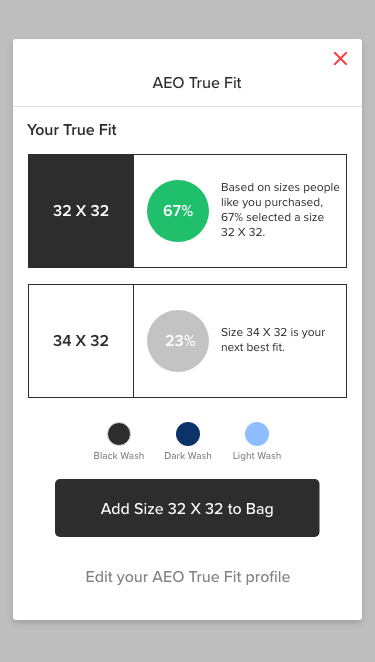 AEO True Fit
Your True Fit
32 X 32
67%
Based on sizes people
like you purchased,
67% selected a size
32 X 32.
34 X 32
23%
Size 34 X 32 is your
next best fit.
Black Wash
Dark Wash
Light Wash
Add Size 32 X 32 to Bag
Edit your AEO True Fit profile